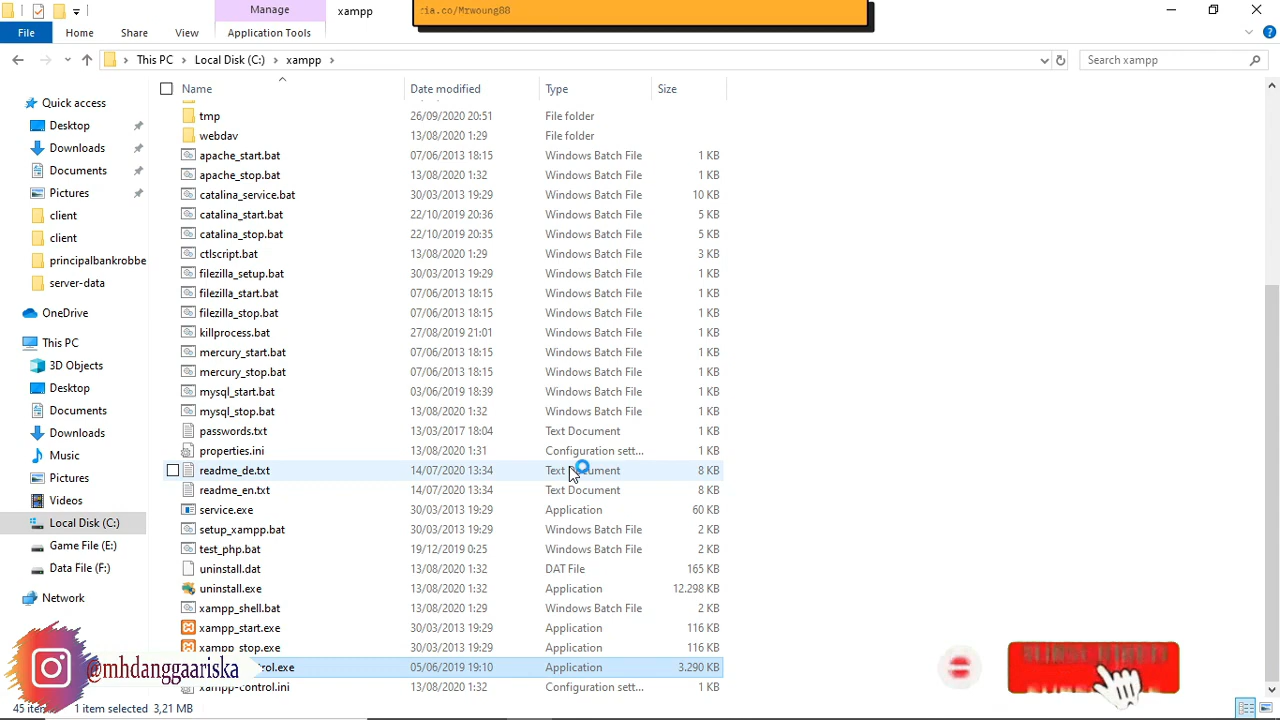 Manage
xampp
ria.co/Mrwoung88
File
Home
Share
View
Application Tools
This PC
Local Disk (C:)
xampp
Search xampp
Name
Date modified
Type
Size
Quick access
Desktop
Downloads
Documents
Pictures
client
client
principalbankrobbe
server-data
OneDrive
This PC
3D Objects
Desktop
Documents
Downloads
Music
Pictures
Videos
Local Disk (C:)
Game File (E:)
Data File (F:)
Network
tmp 26/09/2020 20:51 File folder
webdav 13/08/2020 1:29 File folder
apache_start.bat 07/06/2013 18:15 Windows Batch File 1 KB
apache_stop.bat 13/08/2020 1:32 Windows Batch File 1 KB
catalina_service.bat 30/03/2013 19:29 Windows Batch File 10 KB
catalina_start.bat 22/10/2019 20:36 Windows Batch File 5 KB
catalina_stop.bat 22/10/2019 20:35 Windows Batch File 5 KB
ctlscript.bat 13/08/2020 1:29 Windows Batch File 3 KB
filezilla_setup.bat 30/03/2013 19:29 Windows Batch File 1 KB
filezilla_start.bat 07/06/2013 18:15 Windows Batch File 1 KB
filezilla_stop.bat 07/06/2013 18:15 Windows Batch File 1 KB
killprocess.bat 27/08/2019 21:01 Windows Batch File 1 KB
mercury_start.bat 07/06/2013 18:15 Windows Batch File 1 KB
mercury_stop.bat 07/06/2013 18:15 Windows Batch File 1 KB
mysql_start.bat 03/06/2019 18:39 Windows Batch File 1 KB
mysql_stop.bat 13/08/2020 1:32 Windows Batch File 1 KB
passwords.txt 13/03/2017 18:04 Text Document 1 KB
properties.ini 13/08/2020 1:31 Configuration sett... 1 KB
readme_de.txt 14/07/2020 13:34 Text Document 8 KB
readme_en.txt 14/07/2020 13:34 Text Document 8 KB
service.exe 30/03/2013 19:29 Application 60 KB
setup_xampp.bat 30/03/2013 19:29 Windows Batch File 2 KB
test_php.bat 19/12/2019 0:25 Windows Batch File 2 KB
uninstall.dat 13/08/2020 1:32 DAT File 165 KB
uninstall.exe 13/08/2020 1:32 Application 12.298 KB
xampp_shell.bat 13/08/2020 1:29 Windows Batch File 2 KB
xampp_start.exe 30/03/2013 19:29 Application 116 KB
xampp_stop.exe 30/03/2013 19:29 Application 116 KB
rol.exe 05/06/2019 19:10 Application 3.290 KB
xampp-control.ini 13/08/2020 1:32 Configuration sett... 1 KB
@mhdanggaariska
45 items 1 item selected 3,21 MB